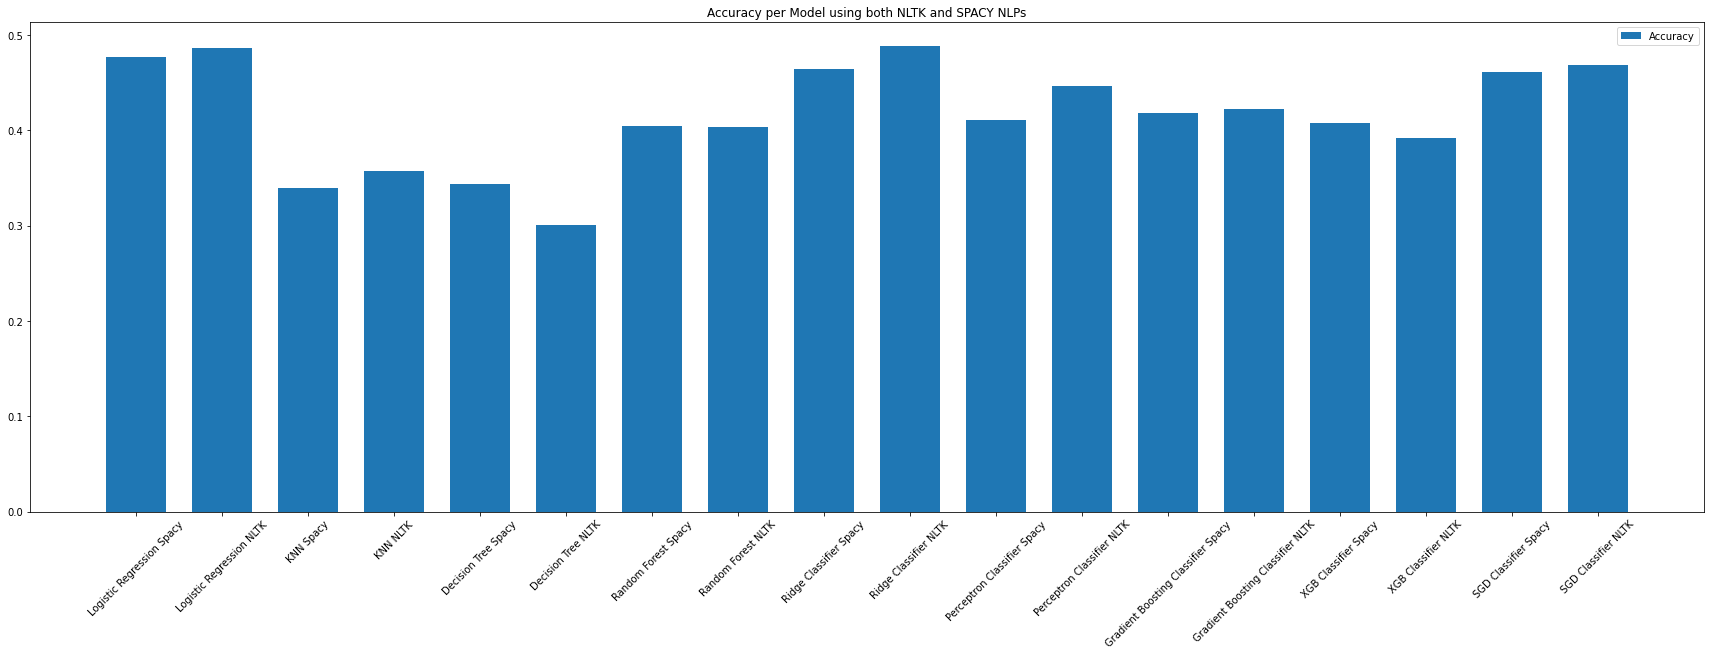 Accuracy per Model using both NLTK and SPACY NLPs
Accuracy
0.5
0.4
0.3
0.2
0.1
0.0
Logistic Regression Spacy
Logistic Regression NLTK
KNN Spacy
KNN NLTK
Decision Tree Spacy
Decision Tree NLTK
Random Forest Spacy
Random Forest NLTK
Ridge Classifier Spacy
Ridge Classifier NLTK
Perceptron Classifier Spacy
Perceptron Classifier NLTK
Gradient Boosting Classifier Spacy
Gradient Boosting Classifier NLTK
XGB Classifier Spacy
XGB Classifier NLTK
SGD Classifier Spacy
SGD Classifier NLTK